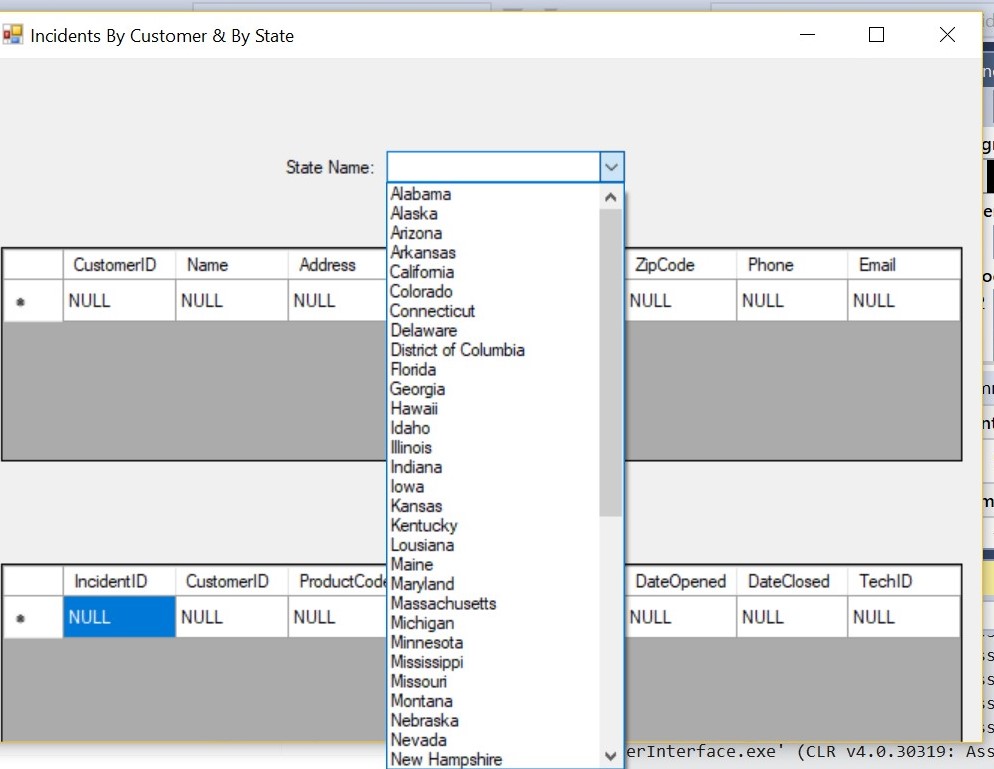 Incidents By Customer & By State
State Name:
Alabama
Alaska
Arizona
Arkansas
California
Colorado
Connecticut
Delaware
District of Columbia
Florida
Georgia
Hawaii
Idaho
Illinois
Indiana
Iowa
Kansas
Kentucky
Lousiana
Maine
Maryland
Massachusetts
Michigan
Minnesota
Mississippi
Missouri
Montana
Nebraska
Nevada
New Hampshire
CustomerID Name Address ZipCode Phone Email
NULL NULL NULL NULL NULL NULL
IncidentID CustomerID ProductCode DateOpened DateClosed TechID
NULL NULL NULL NULL NULL NULL
erInterface.exe' (CLR v4.0.30319: Ass